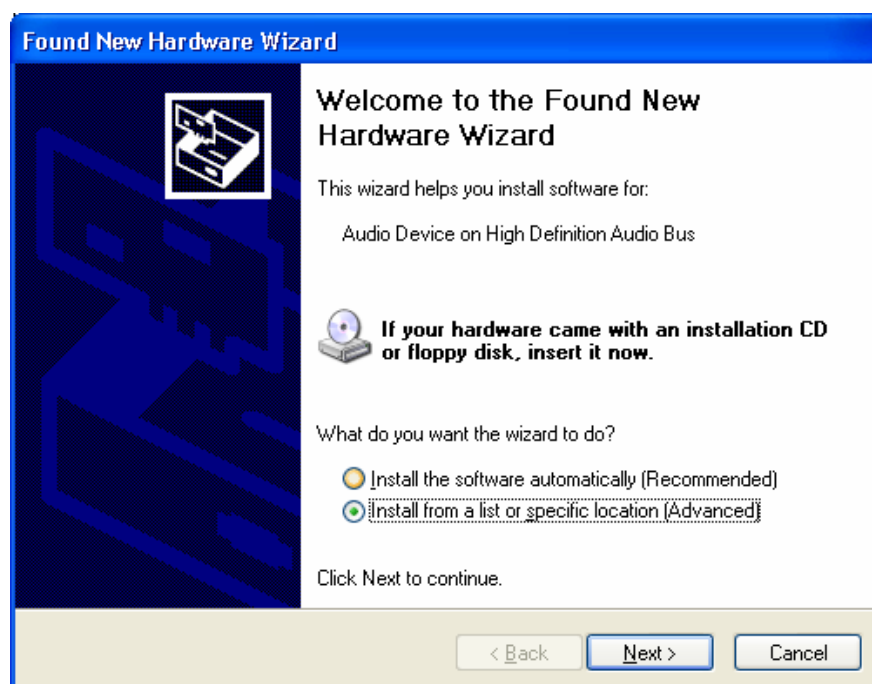 Found New Hardware Wizard
Welcome to the Found New
Hardware Wizard
This wizard helps you install software for:
Audio Device on High Definition Audio Bus
If your hardware came with an installation CD
or floppy disk, insert it now.
What do you want the wizard to do?
Install the software automatically (Recommended)
Install from a list or specific location (Advanced)
Click Next to continue.
< Back
Next >
Cancel